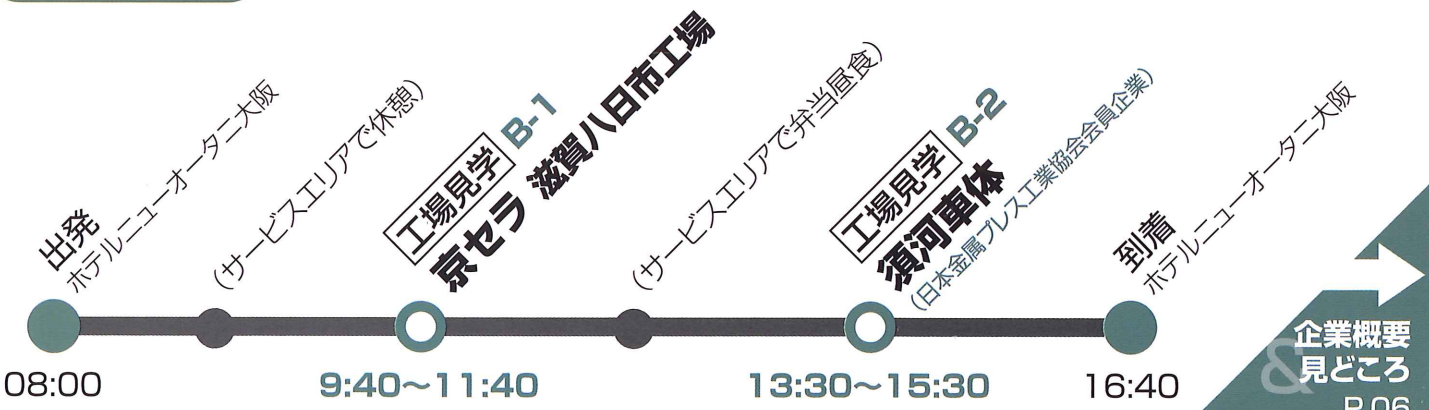 出発
ホテルニューオータニ大阪
(サービスエリアで休憩)
工場見学 B-1
京セラ 滋賀八日市工場
(サービスエリアで弁当昼食)
工場見学 B-2
須河車体
(日本金属プレス工業協会会員企業)
到着
ホテルニューオータニ大阪
08:00
9:40〜11:40
13:30〜15:30
16:40
企業概要
&見どころ
P.06